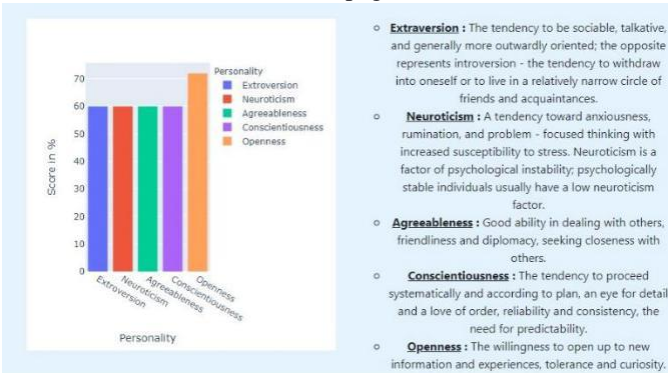 70
60
50
40
30
20
10
0
Score in %
Extroversion
Neuroticism
Agreeableness
Conscientiousness
Openness
Personality
Personality
Extroversion
Neuroticism
Agreeableness
Conscientiousness
Openness
Extraversion : The tendency to be sociable, talkative,
and generally more outwardly oriented; the opposite
represents introversion - the tendency to withdraw
into oneself or to live in a relatively narrow circle of
friends and acquaintances.
Neuroticism : A tendency toward anxiousness,
rumination, and problem - focused thinking with
increased susceptibility to stress. Neuroticism is a
factor of psychological instability; psychologically
stable individuals usually have a low neuroticism
factor.
Agreeableness : Good ability in dealing with others,
friendliness and diplomacy, seeking closeness with
others.
Conscientiousness : The tendency to proceed
systematically and according to plan, an eye for detail
and a love of order, reliability and consistency, the
need for predictability.
Openness : The willingness to open up to new
information and experiences, tolerance and curiosity.